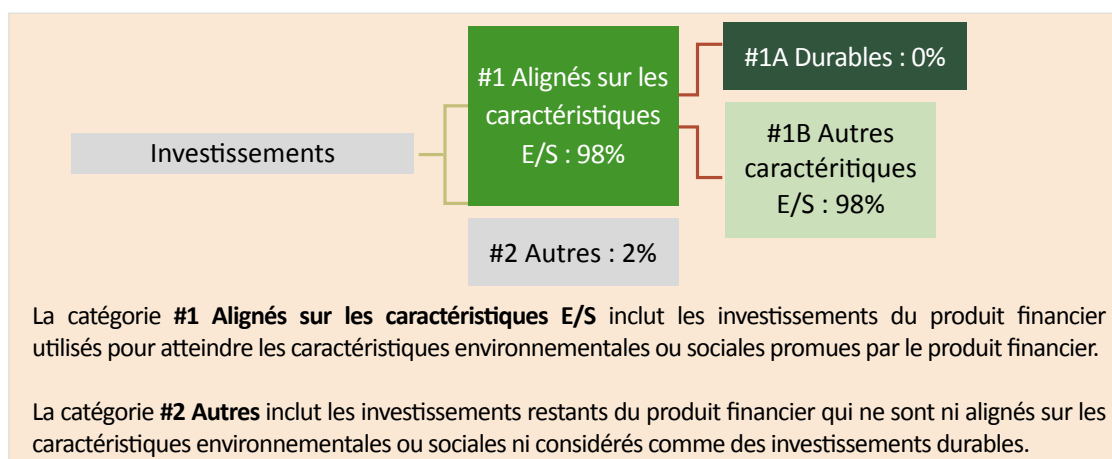 Investissements
#1 Alignés sur les
caractéristiques
E/S : 98%
#1A Durables : 0%
#1B Autres
caractéritiques
E/S : 98%
#2 Autres : 2%
La catégorie #1 Alignés sur les caractéristiques E/S inclut les investissements du produit financier
utilisés pour atteindre les caractéristiques environnementales ou sociales promues par le produit financier.
La catégorie #2 Autres inclut les investissements restants du produit financier qui ne sont ni alignés sur les
caractéristiques environnementales ou sociales ni considérés comme des investissements durables.